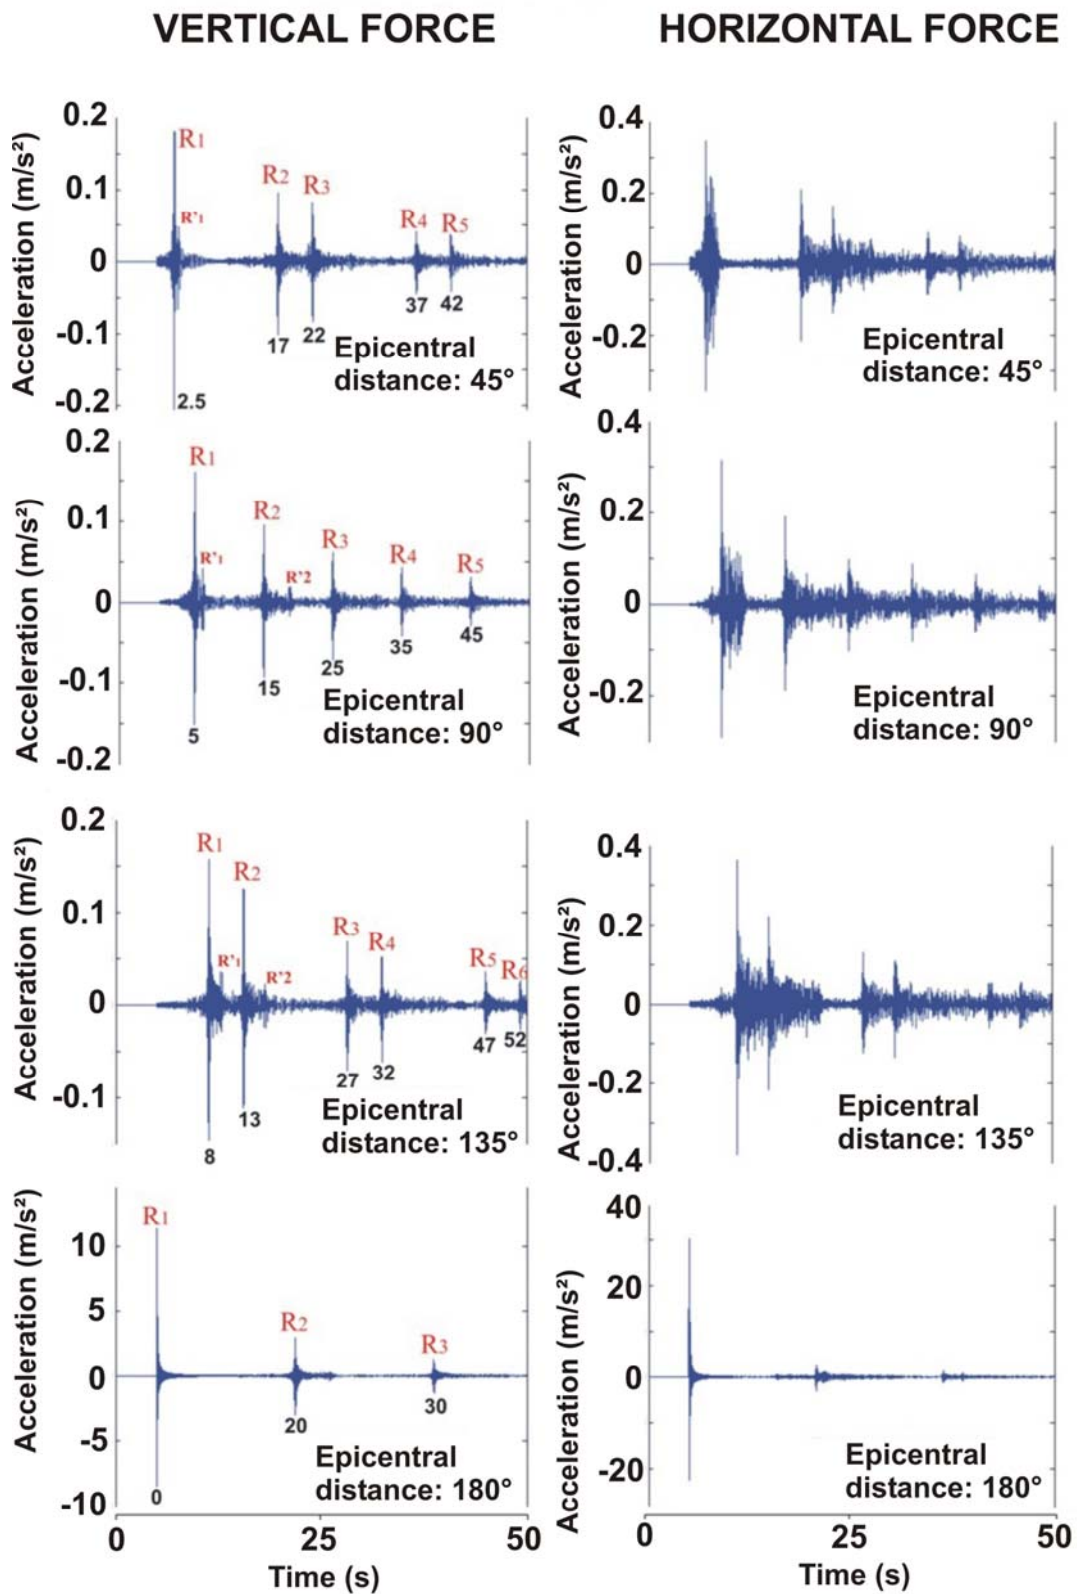 VERTICAL FORCE
HORIZONTAL FORCE
Acceleration (m/s²)
0.2
0.1
0
-0.1
-0.2
R1
R'1
R2
R3
R4
R5
2.5
17
22
37
42
Epicentral
distance: 45°
Acceleration (m/s²)
0.4
0.2
0
-0.2
Epicentral
distance: 45°
Acceleration (m/s²)
0.2
0.1
0
-0.1
-0.2
R1
R'1
R2
R'2
R3
R4
R5
5
15
25
35
45
Epicentral
distance: 90°
Acceleration (m/s²)
0.4
0.2
0
-0.2
Epicentral
distance: 90°
Acceleration (m/s²)
0.2
0.1
0
-0.1
R1
R'1
R2
R'2
R3
R4
R5
R6
8
13
27
32
47
52
Epicentral
distance: 135°
Acceleration (m/s²)
0.4
0.2
0
-0.2
-0.4
Epicentral
distance: 135°
Acceleration (m/s²)
10
5
0
-5
-10
R1
R2
R3
0
20
30
Epicentral
distance: 180°
0
25
50
Time (s)
Acceleration (m/s²)
40
20
0
-20
Epicentral
distance: 180°
0
25
50
Time (s)